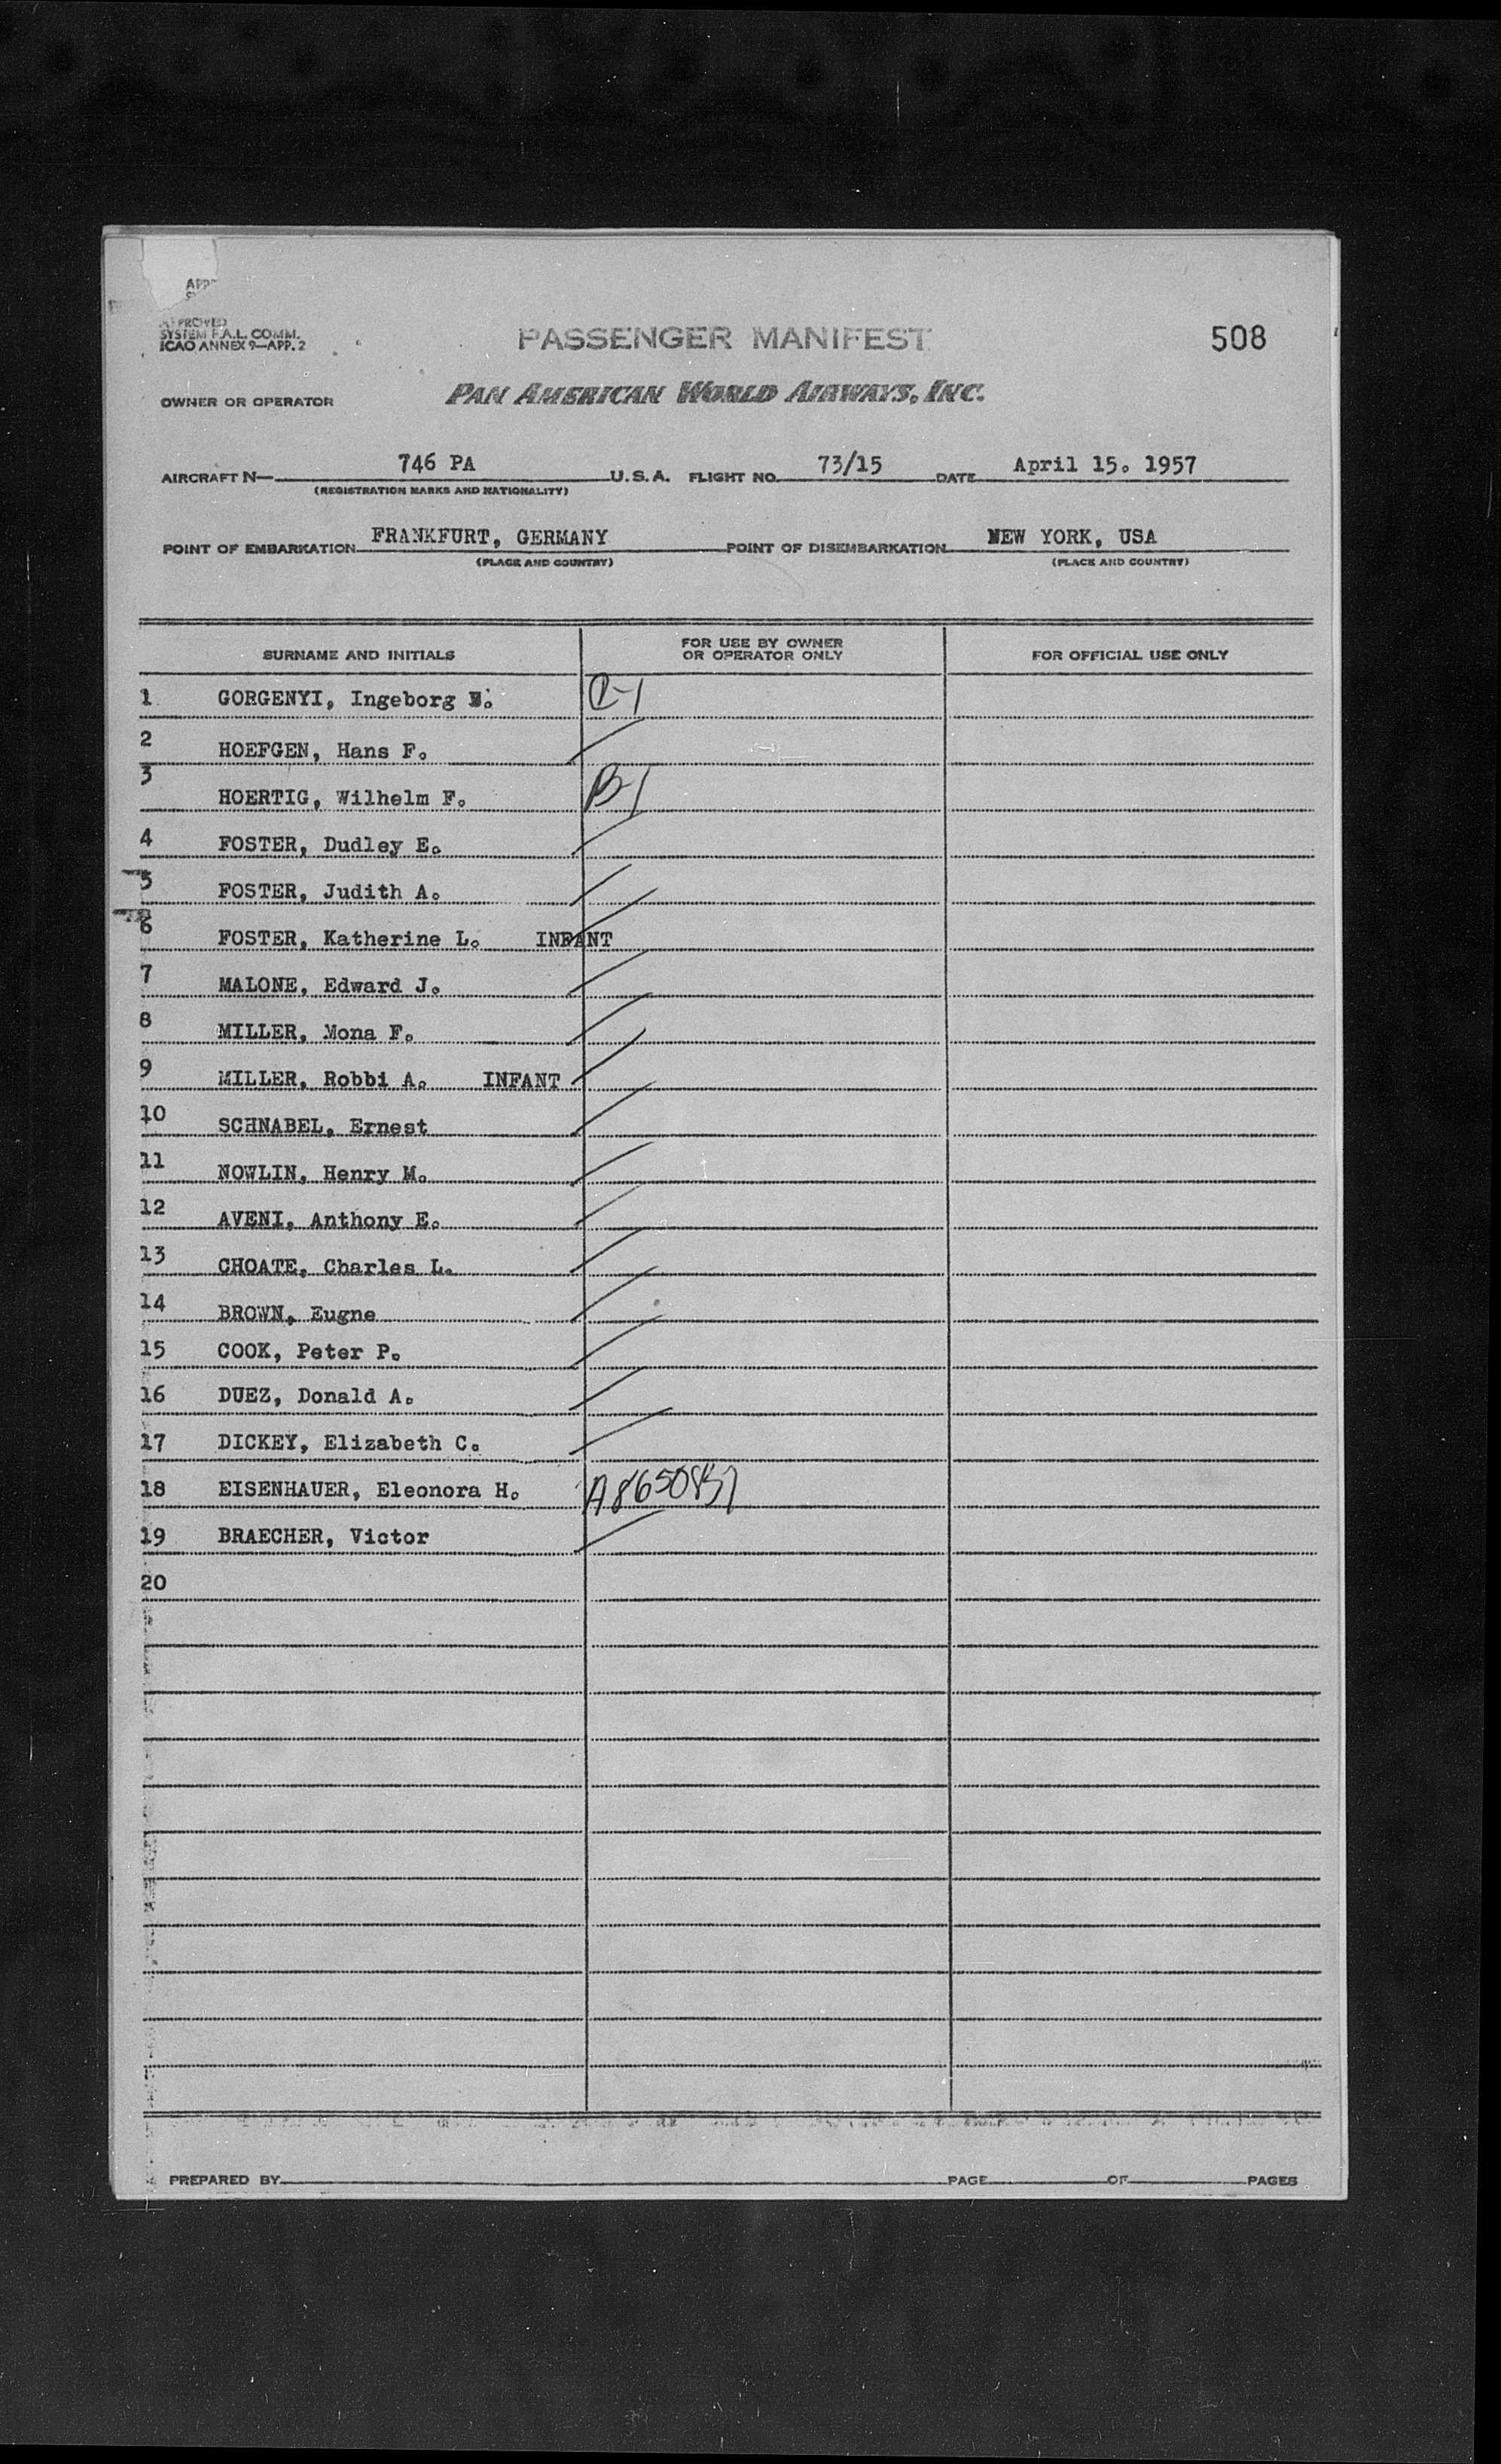 APPROVED
SYSTEM F.A.L. COMM.
ICAO ANNEX 9—APP. 2
PASSENGER MANIFEST
508
OWNER OR OPERATOR PAN AMERICAN WORLD AIRWAYS, INC.
AIRCRAFT N— 746 PA U.S.A. FLIGHT NO. 73/15 DATE April 15. 1957
(REGISTRATION MARKS AND NATIONALITY)
POINT OF EMBARKATION FRANKFURT, GERMANY POINT OF DISEMBARKATION NEW YORK, USA
(PLACE AND COUNTRY) (PLACE AND COUNTRY)
SURNAME AND INITIALS FOR USE BY OWNER OR OPERATOR ONLY FOR OFFICIAL USE ONLY
1 GORGENYI, Ingeborg
2 HOEFGEN, Hans F.
3 HOERTIG, Wilhelm F. B-1
4 FOSTER, Dudley E.
5 FOSTER, Judith A.
6 FOSTER, Katherine L. INFANT
7 MALONE, Edward J.
8 MILLER, Mona F.
9 MILLER, Robbi A. INFANT
10 SCHNABEL, Ernest
11 NOWLIN, Henry M.
12 AVENI, Anthony E.
13 CHOATE, Charles L.
14 BROWN, Eugne
15 COOK, Peter P.
16 DUEZ, Donald A.
17 DICKEY, Elizabeth C.
18 EISENHAUER, Eleonora H.
19 BRAECHER, Victor
20
PREPARED BY PAGE OF PAGES